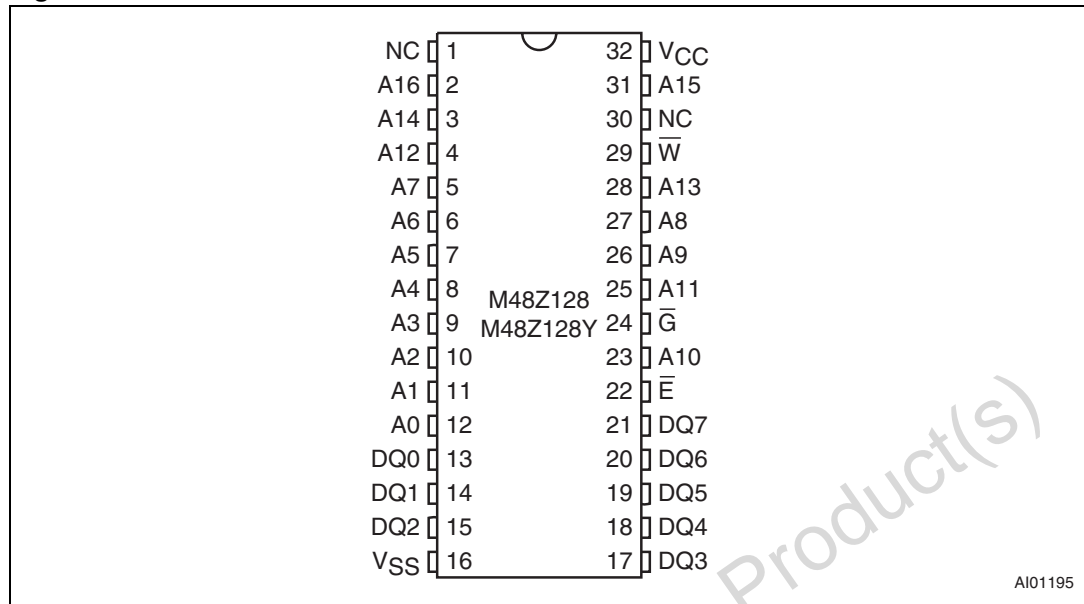 NC 1 32 VCC
A16 2 31 A15
A14 3 30 NC
A12 4 29 W̅
A7 5 28 A13
A6 6 27 A8
A5 7 26 A9
A4 8 25 A11
M48Z128
A3 9 24 G̅
M48Z128Y
A2 10 23 A10
A1 11 22 E̅
A0 12 21 DQ7
DQ0 13 20 DQ6
DQ1 14 19 DQ5
DQ2 15 18 DQ4
VSS 16 17 DQ3
Product(s)
AI01195